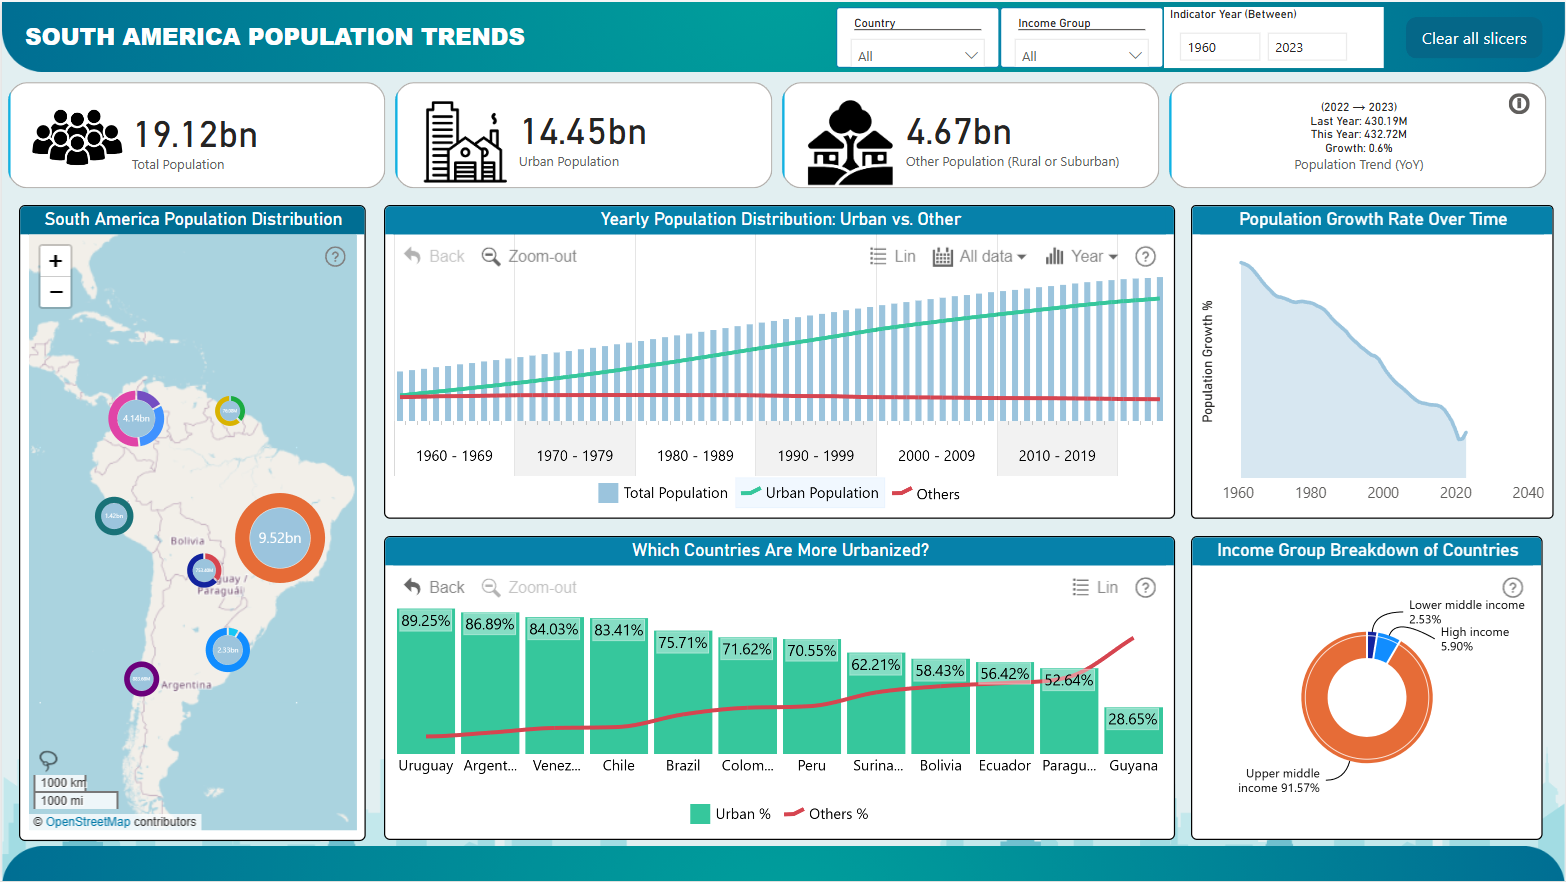 SOUTH AMERICA POPULATION TRENDS
Country
All
Income Group
All
Indicator Year (Between)
1960
2023
Clear all slicers
19.12bn
Total Population
14.45bn
Urban Population
4.67bn
Other Population (Rural or Suburban)
(2022 → 2023)
Last Year: 430.19M
This Year: 432.72M
Growth: 0.6%
Population Trend (YoY)
South America Population Distribution
+
−
?
4.14bn
1.42bn
9.52bn
Bolivia
Paraguái
2.33bn
Argentina
1000 km
1000 mi
© OpenStreetMap contributors
Yearly Population Distribution: Urban vs. Other
Back
Zoom-out
Lin
All data
Year
?
1960 - 1969
1970 - 1979
1980 - 1989
1990 - 1999
2000 - 2009
2010 - 2019
Total Population
Urban Population
Others
Population Growth Rate Over Time
Population Growth %
1960
1980
2000
2020
2040
Which Countries Are More Urbanized?
Back
Zoom-out
Lin
?
89.25%
86.89%
84.03%
83.41%
75.71%
71.62%
70.55%
62.21%
58.43%
56.42%
52.64%
28.65%
Uruguay
Argent...
Venez...
Chile
Brazil
Colom...
Peru
Surina...
Bolivia
Ecuador
Paragu...
Guyana
Urban %
Others %
Income Group Breakdown of Countries
?
Lower middle income
2.53%
High income
5.90%
Upper middle
income 91.57%